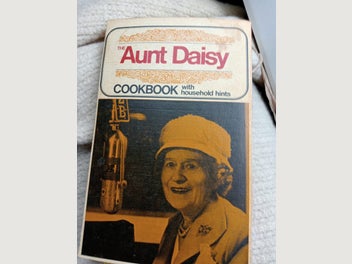 THE Aunt Daisy
COOKBOOK with household hints